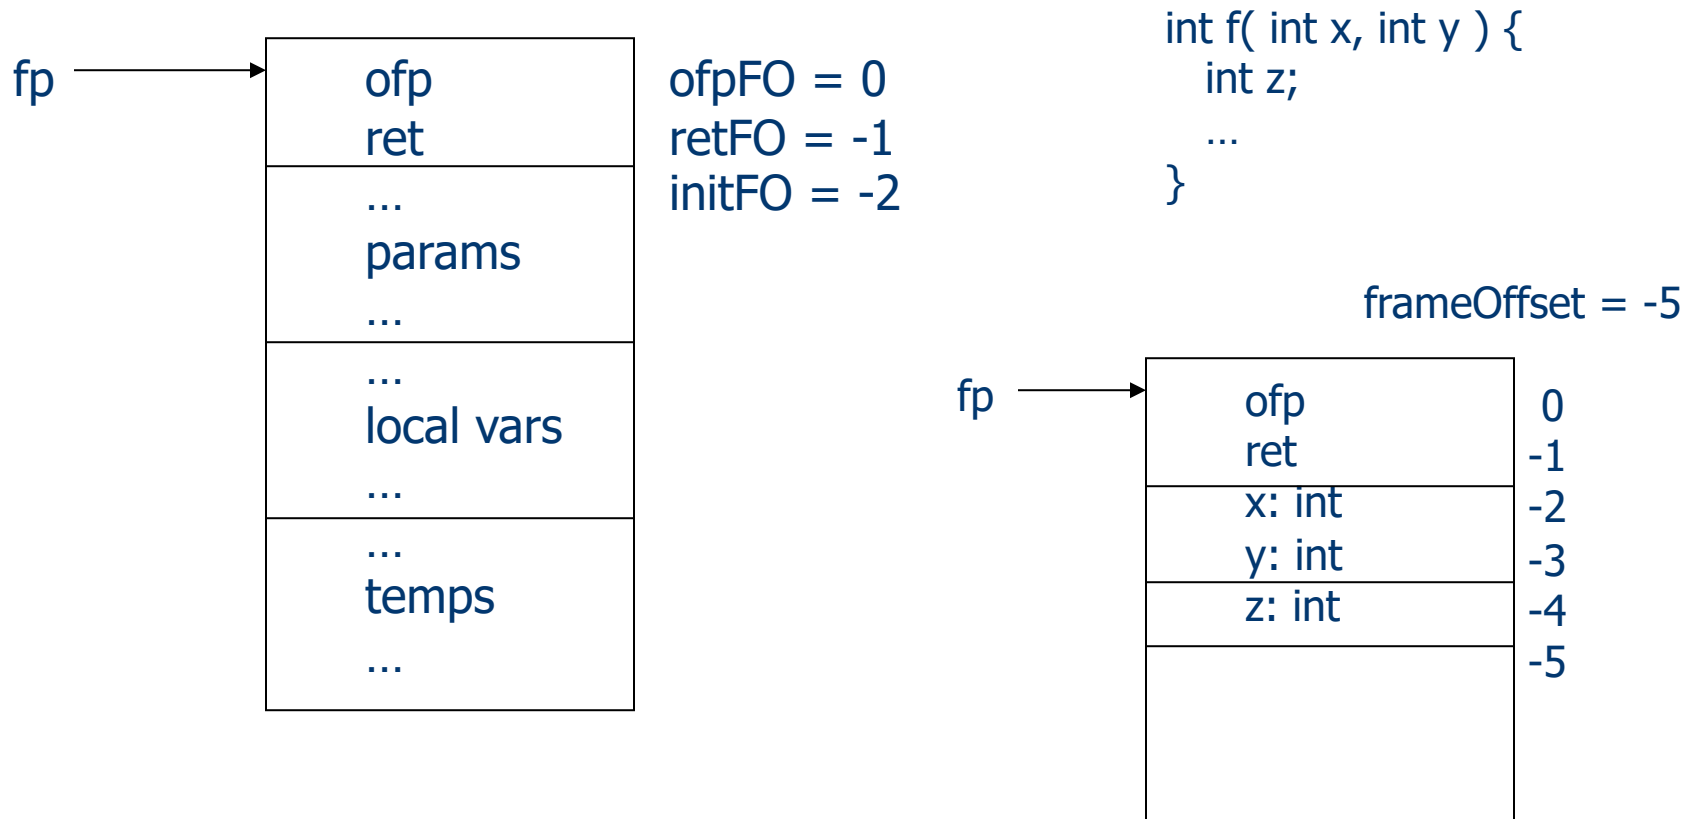 fp
ofp
ret
...
params
...
...
local vars
...
...
temps
...
ofpFO = 0
retFO = -1
initFO = -2
int f( int x, int y ) {
int z;
...
}
frameOffset = -5
fp
ofp 0
ret -1
x: int -2
y: int -3
z: int -4
-5